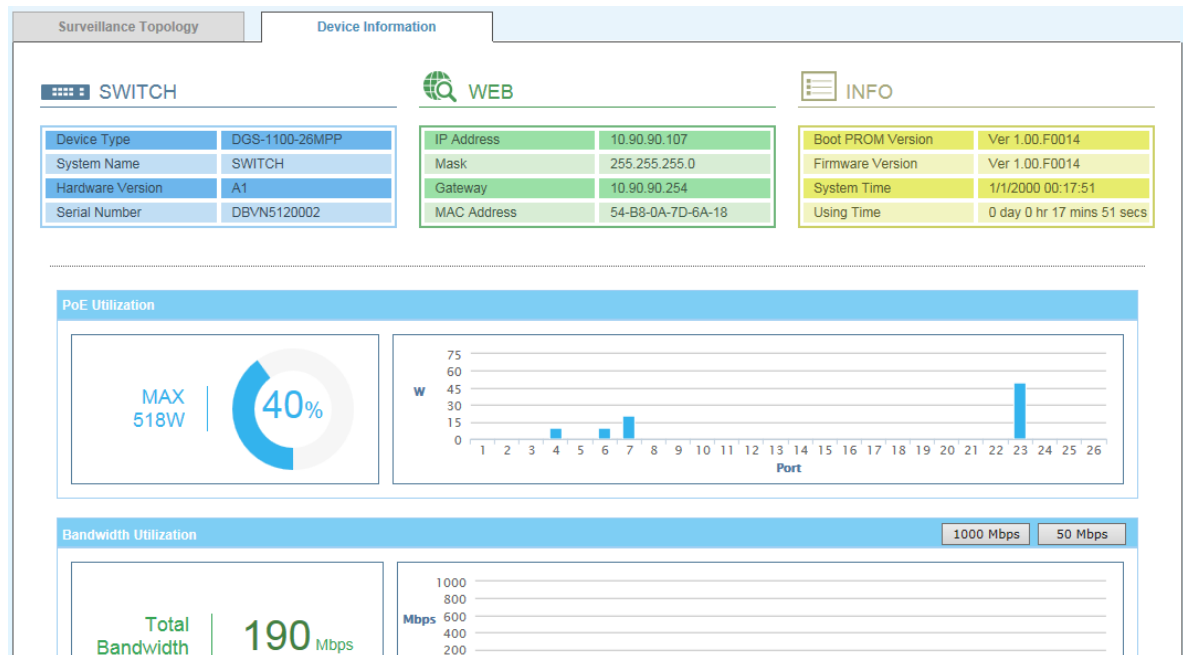 Surveillance Topology Device Information
SWITCH WEB INFO
Device Type DGS-1100-26MPP
System Name SWITCH
Hardware Version A1
Serial Number DBVN5120002
IP Address 10.90.90.107
Mask 255.255.255.0
Gateway 10.90.90.254
MAC Address 54-B8-0A-7D-6A-18
Boot PROM Version Ver 1.00.F0014
Firmware Version Ver 1.00.F0014
System Time 1/1/2000 00:17:51
Using Time 0 day 0 hr 17 mins 51 secs
PoE Utilization
MAX
518W
40%
75
60
W 45
30
15
0
1 2 3 4 5 6 7 8 9 10 11 12 13 14 15 16 17 18 19 20 21 22 23 24 25 26
Port
Bandwidth Utilization 1000 Mbps 50 Mbps
Total
Bandwidth
190 Mbps
1000
800
Mbps 600
400
200